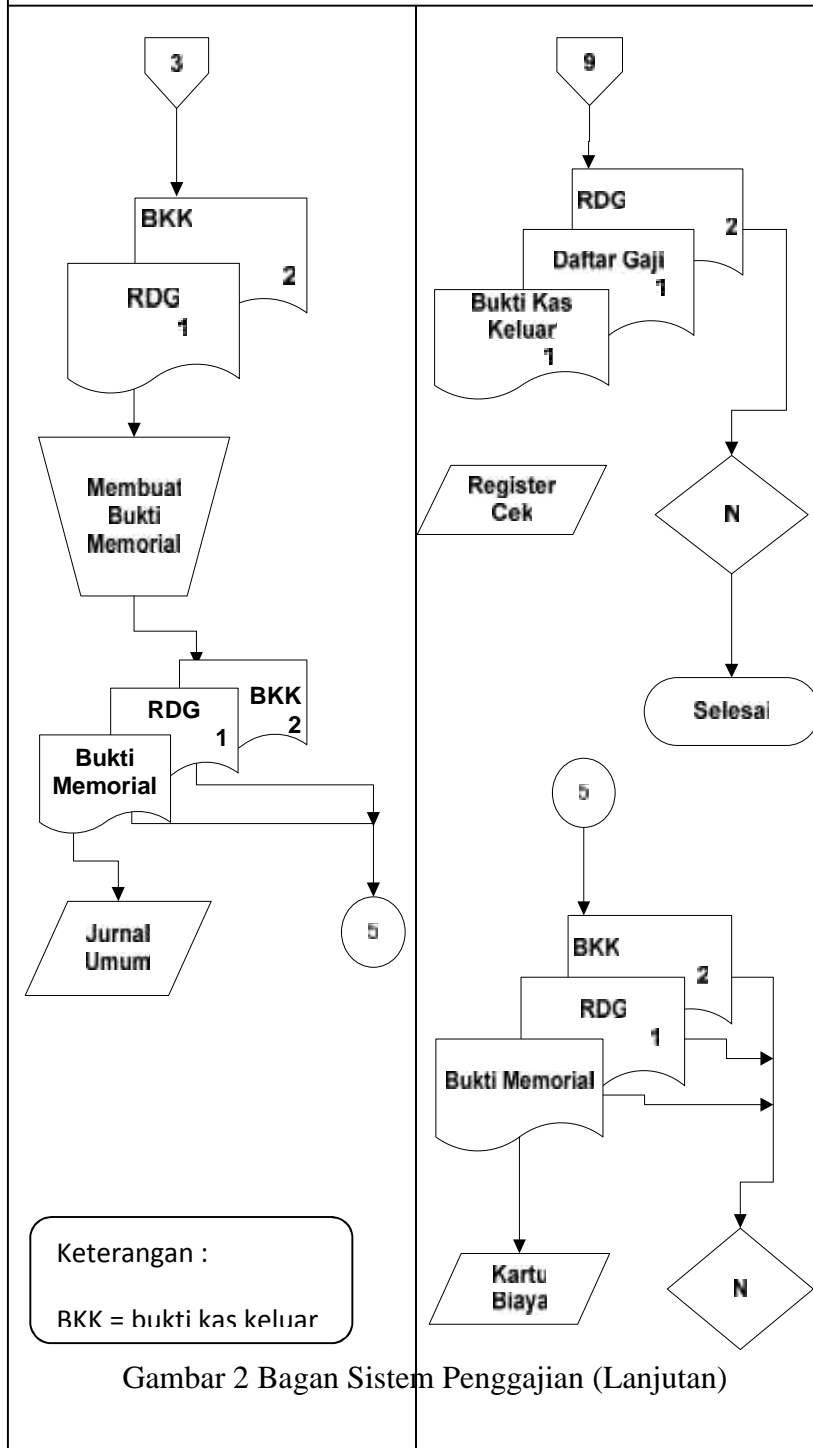 3
BKK
2
RDG
1
Membuat
Bukti
Memorial
BKK
2
RDG
1
Bukti
Memorial
Jurnal
Umum
5
Keterangan :
BKK = bukti kas keluar
9
RDG
2
Daftar Gaji
1
Bukti Kas
Keluar
1
Register
Cek
N
Selesai
5
BKK
2
RDG
1
Bukti Memorial
Kartu
Biaya
N
Gambar 2 Bagan Sistem Penggajian (Lanjutan)